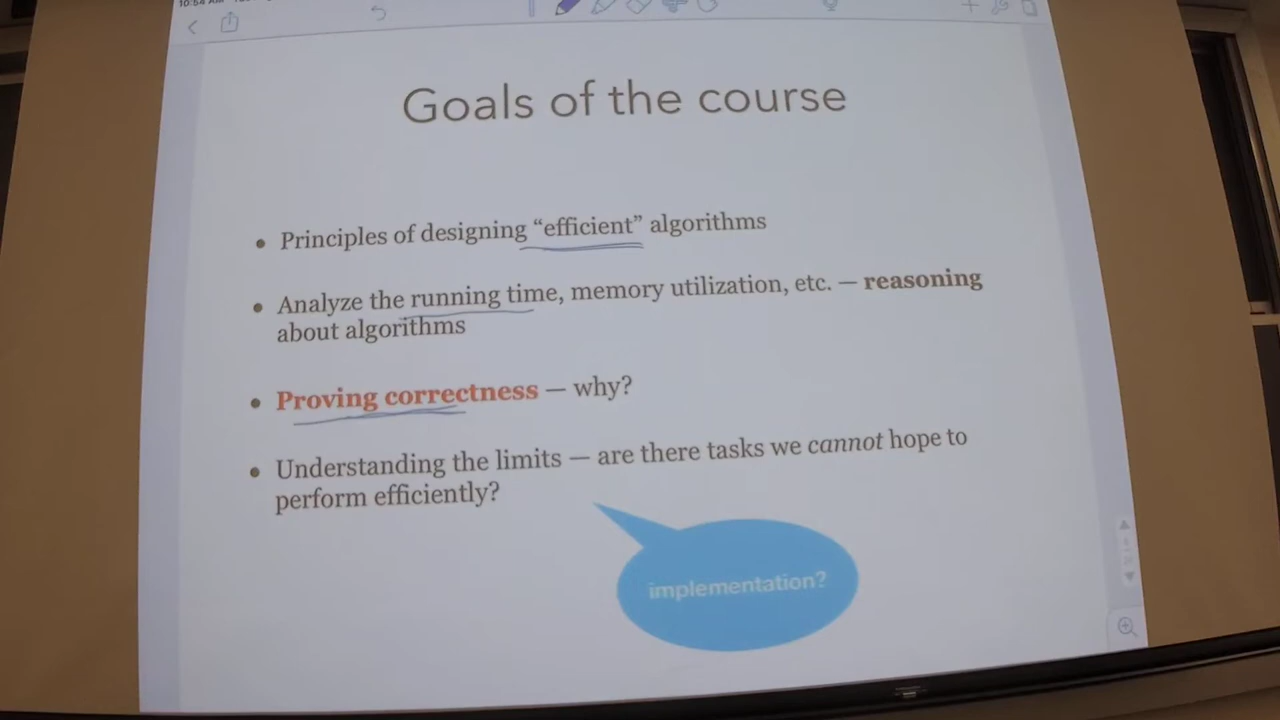 Goals of the course
• Principles of designing “efficient” algorithms
• Analyze the running time, memory utilization, etc. — reasoning
about algorithms
• Proving correctness — why?
• Understanding the limits — are there tasks we cannot hope to
perform efficiently?
implementation?